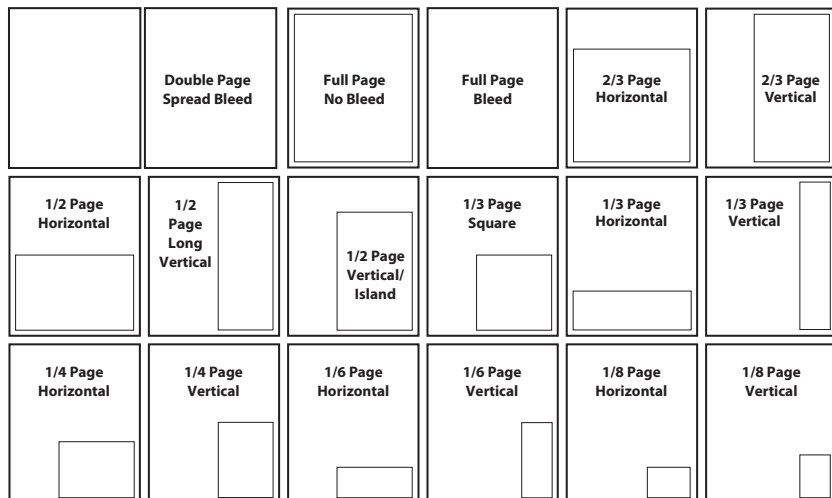 Double Page
Spread Bleed
Full Page
No Bleed
Full Page
Bleed
2/3 Page
Horizontal
2/3 Page
Vertical
1/2 Page
Horizontal
1/2
Page
Long
Vertical
1/2 Page
Vertical/
Island
1/3 Page
Square
1/3 Page
Horizontal
1/3 Page
Vertical
1/4 Page
Horizontal
1/4 Page
Vertical
1/6 Page
Horizontal
1/6 Page
Vertical
1/8 Page
Horizontal
1/8 Page
Vertical